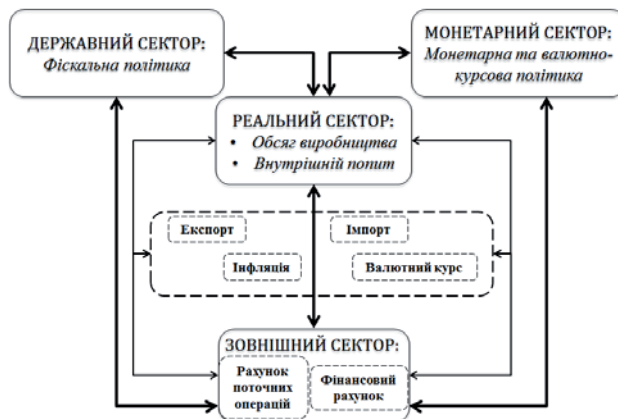 ДЕРЖАВНИЙ СЕКТОР:
Фіскальна політика
МОНЕТАРНИЙ СЕКТОР:
Монетарна та валютно-
курсова політика
РЕАЛЬНИЙ СЕКТОР:
• Обсяг виробництва
• Внутрішній попит
Експорт
Імпорт
Інфляція
Валютний курс
ЗОВНІШНИЙ СЕКТОР:
Рахунок
поточних
операцій
Фінансовий
рахунок